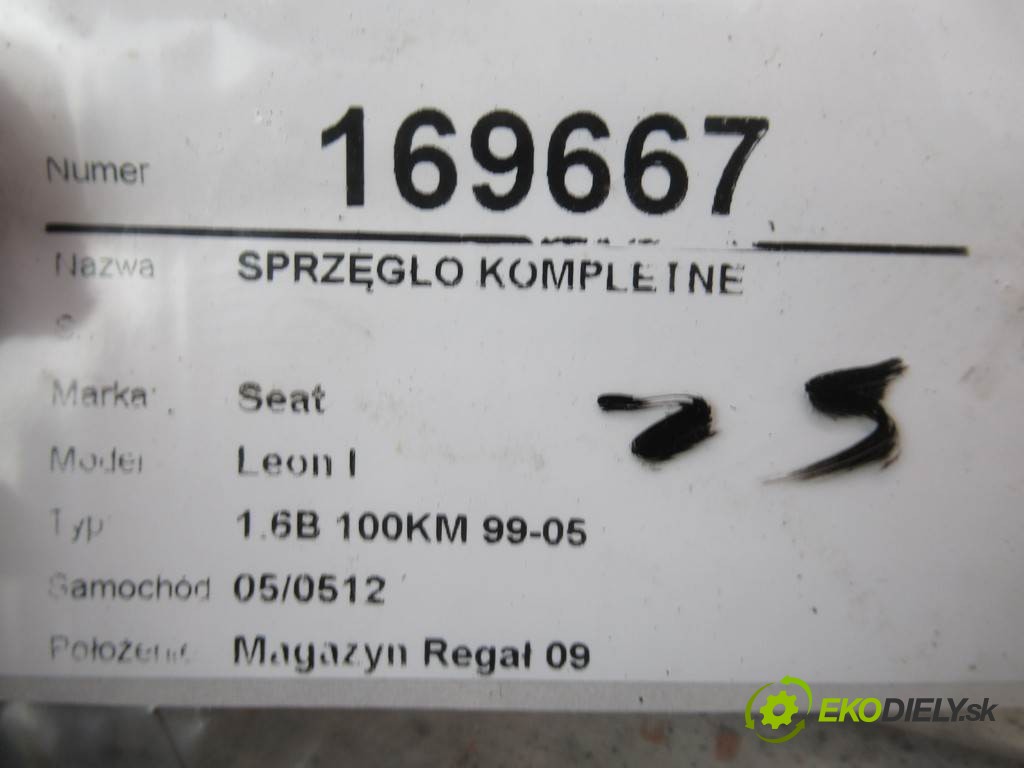 Numer 169667
Nazwa SPRZĘGŁO KOMPLETNE
Marka: Seat
Model Leon I
Typ 1.6B 100KM 99-05
Samochód 05/0512
Położenie Magazyn Regał 09
EKODIELY.sk